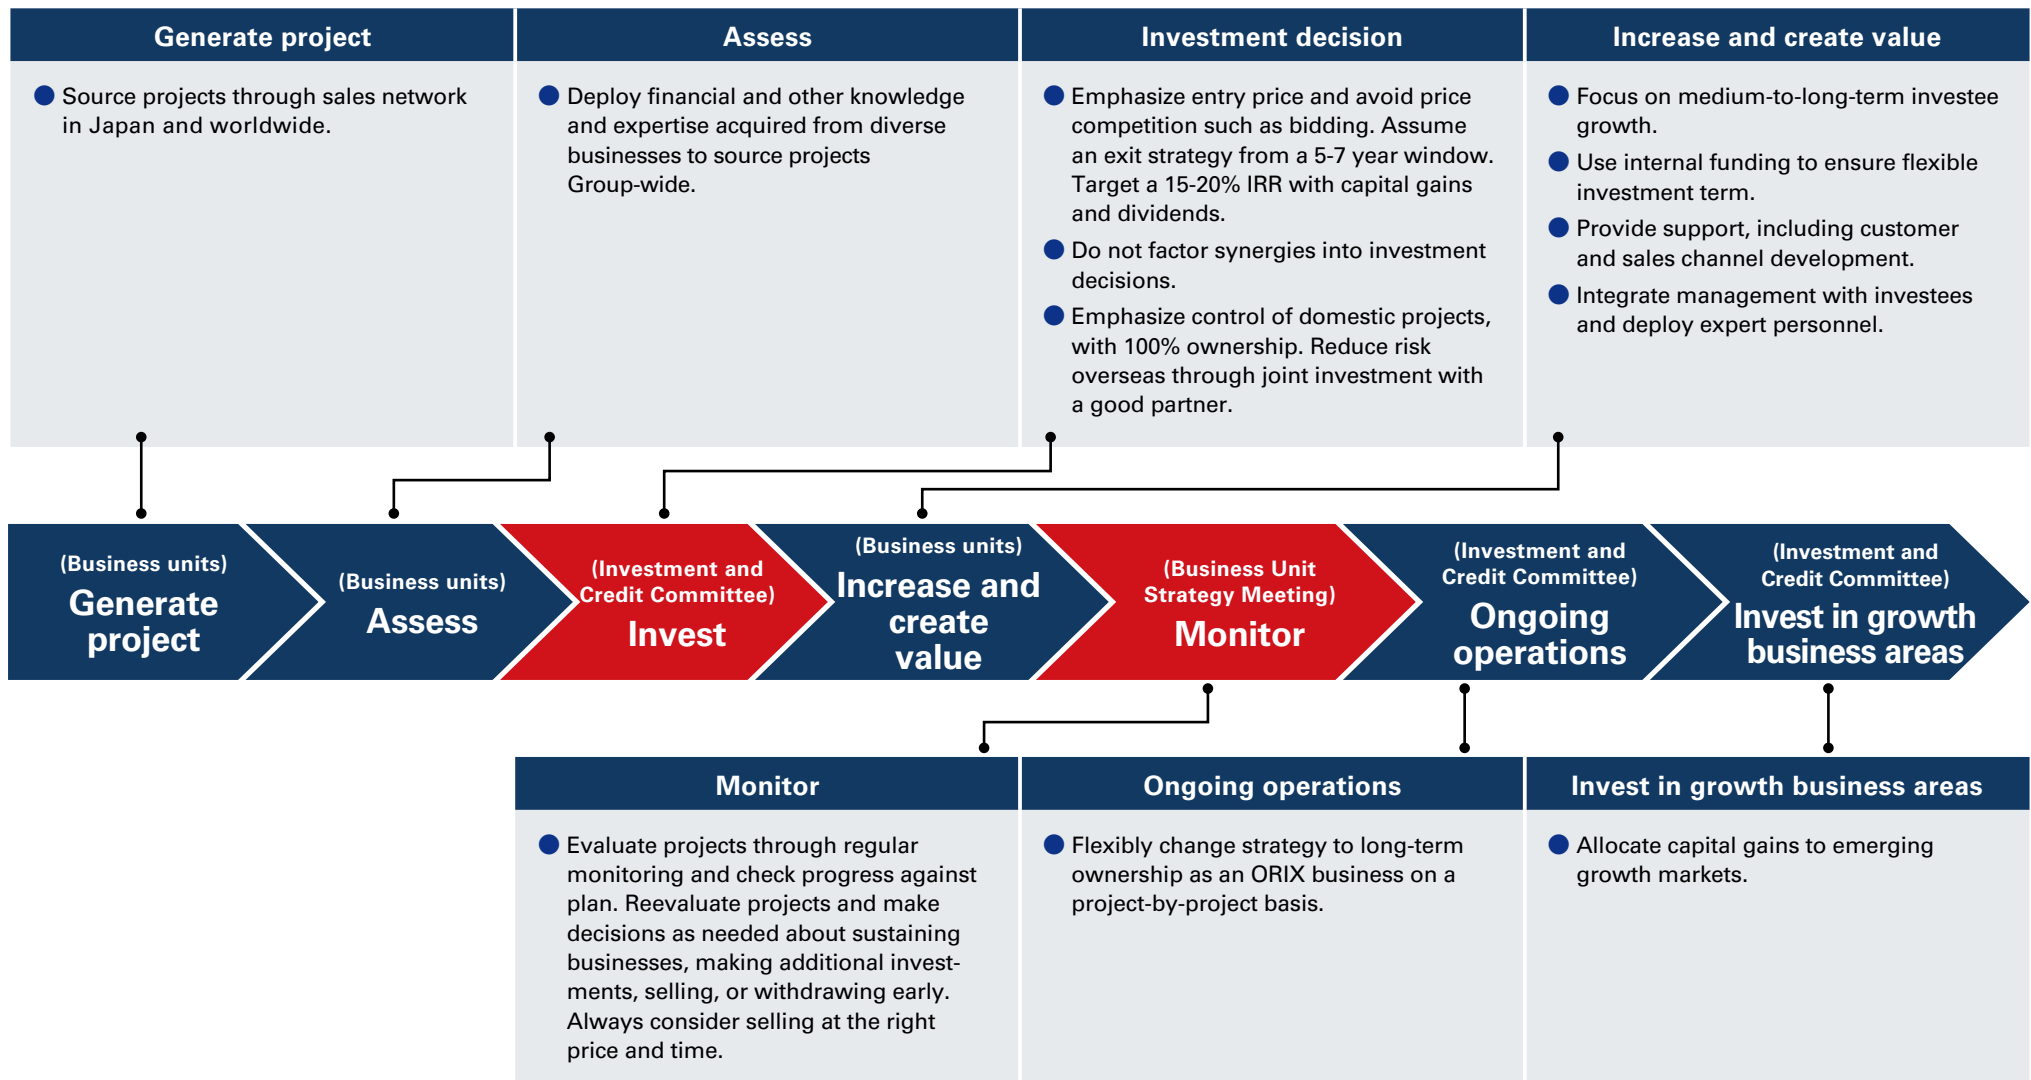 Generate project
Source projects through sales network
in Japan and worldwide.
Assess
Deploy financial and other knowledge
and expertise acquired from diverse
businesses to source projects
Group-wide.
Investment decision
Emphasize entry price and avoid price
competition such as bidding. Assume
an exit strategy from a 5-7 year window.
Target a 15-20% IRR with capital gains
and dividends.
Do not factor synergies into investment
decisions.
Emphasize control of domestic projects,
with 100% ownership. Reduce risk
overseas through joint investment with
a good partner.
Increase and create value
Focus on medium-to-long-term investee
growth.
Use internal funding to ensure flexible
investment term.
Provide support, including customer
and sales channel development.
Integrate management with investees
and deploy expert personnel.
(Business units)
Generate
project
(Business units)
Assess
(Investment and
Credit Committee)
Invest
(Business units)
Increase and
create
value
(Business Unit
Strategy Meeting)
Monitor
(Investment and
Credit Committee)
Ongoing
operations
(Investment and
Credit Committee)
Invest in growth
business areas
Monitor
Evaluate projects through regular
monitoring and check progress against
plan. Reevaluate projects and make
decisions as needed about sustaining
businesses, making additional invest-
ments, selling, or withdrawing early.
Always consider selling at the right
price and time.
Ongoing operations
Flexibly change strategy to long-term
ownership as an ORIX business on a
project-by-project basis.
Invest in growth business areas
Allocate capital gains to emerging
growth markets.